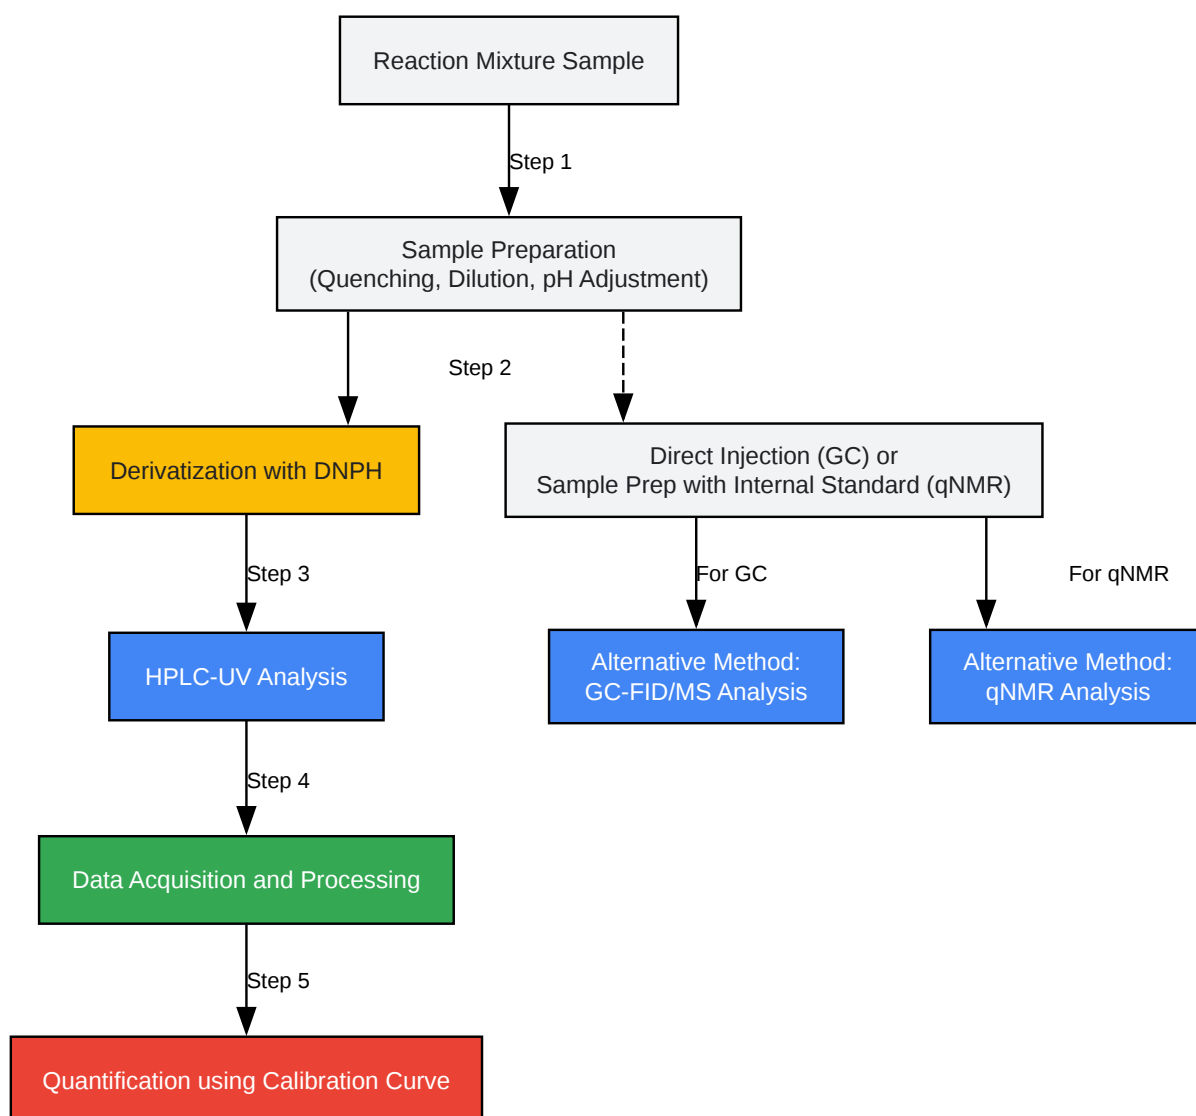 Reaction Mixture Sample
Step 1
Sample Preparation
(Quenching, Dilution, pH Adjustment)
Step 2
Derivatization with DNPH
Direct Injection (GC) or
Sample Prep with Internal Standard (qNMR)
Step 3
For GC
For qNMR
HPLC-UV Analysis
Alternative Method:
GC-FID/MS Analysis
Alternative Method:
qNMR Analysis
Step 4
Data Acquisition and Processing
Step 5
Quantification using Calibration Curve